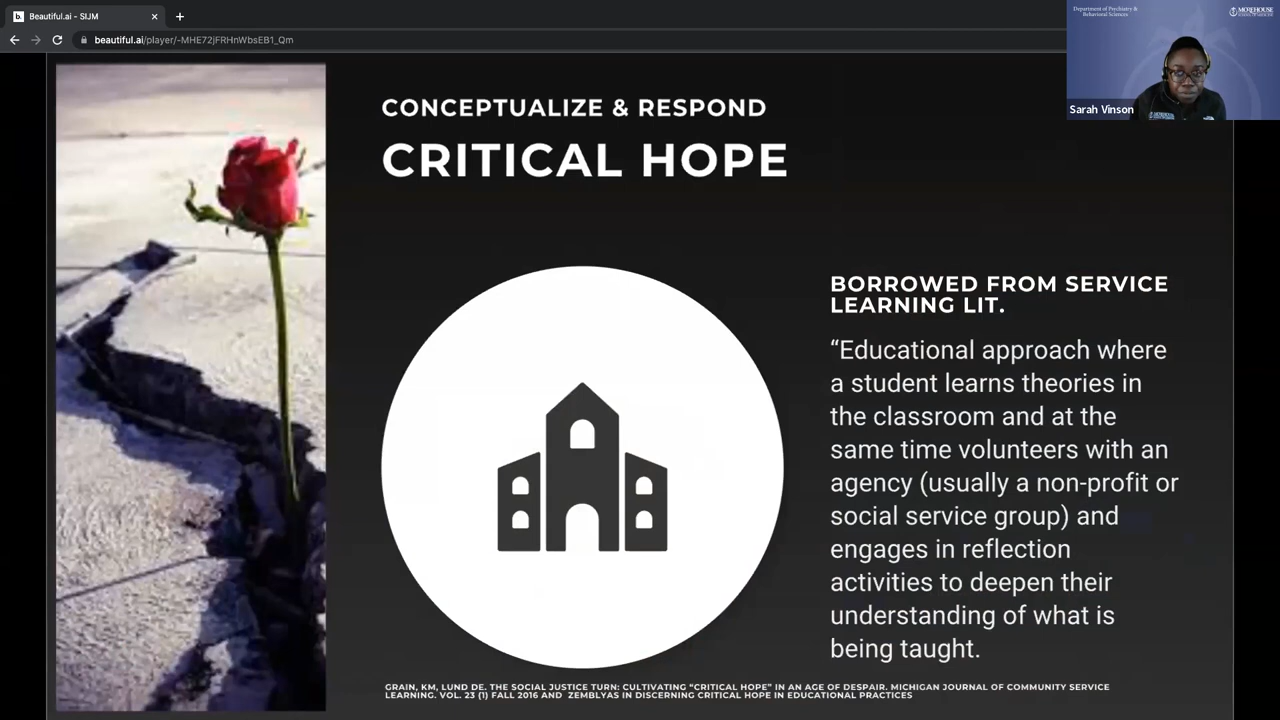 Beautiful.ai - SIJM
beautiful.ai/player/-MHE72jFRHnWbsEB1_Qm
Department of Psychiatry &
Behavioral Sciences
MOREHOUSE
SCHOOL OF MEDICINE
Sarah Vinson
CONCEPTUALIZE & RESPOND
CRITICAL HOPE
BORROWED FROM SERVICE
LEARNING LIT.
“Educational approach where
a student learns theories in
the classroom and at the
same time volunteers with an
agency (usually a non-profit or
social service group) and
engages in reflection
activities to deepen their
understanding of what is
being taught.
GRAIN, KM, LUND DE. THE SOCIAL JUSTICE TURN: CULTIVATING “CRITICAL HOPE” IN AN AGE OF DESPAIR. MICHIGAN JOURNAL OF COMMUNITY SERVICE
LEARNING. VOL. 23 (1) FALL 2016 AND ZEMBLYAS IN DISCERNING CRITICAL HOPE IN EDUCATIONAL PRACTICES